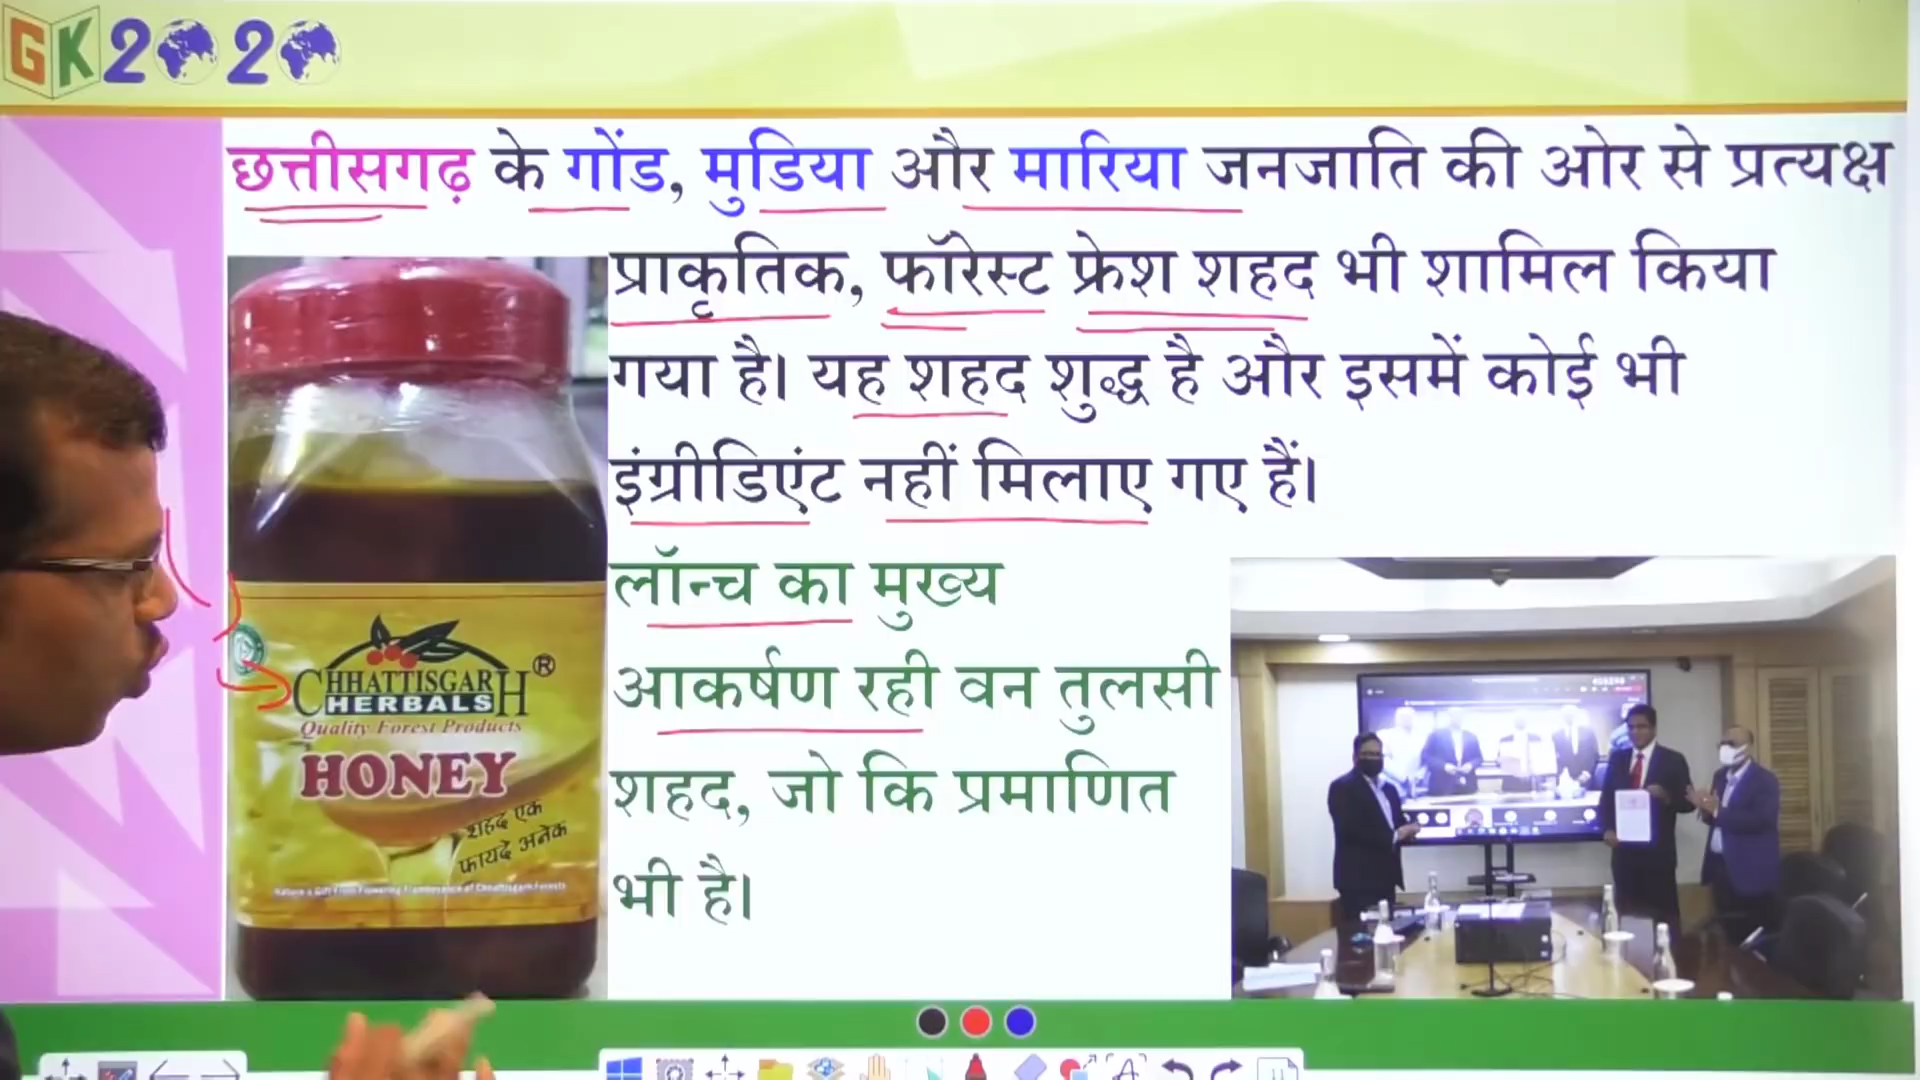 GK2020
छत्तीसगढ़ के गोंड, मुडिया और मारिया जनजाति की ओर से प्रत्यक्ष
प्राकृतिक, फॉरेस्ट फ्रेश शहद भी शामिल किया
गया है। यह शहद शुद्ध है और इसमें कोई भी
इंग्रीडिएंट नहीं मिलाए गए हैं।
लॉन्च का मुख्य
आकर्षण रही वन तुलसी
शहद, जो कि प्रमाणित
भी है।
CHHATTISGARH ®
HERBALS
Quality Forest Products
HONEY
शहद एक
फायदे अनेक